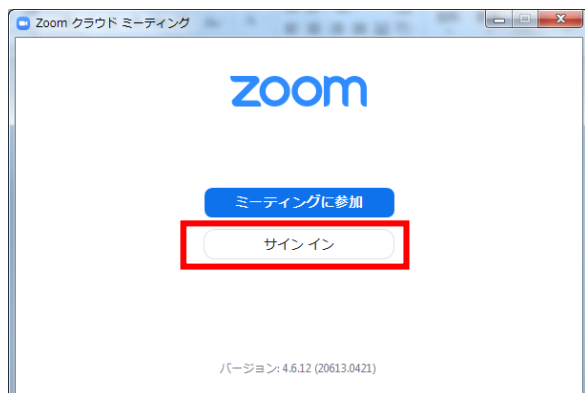 Zoom クラウド ミーティング
zoom
ミーティングに参加
サイン イン
バージョン: 4.6.12 (20613.0421)